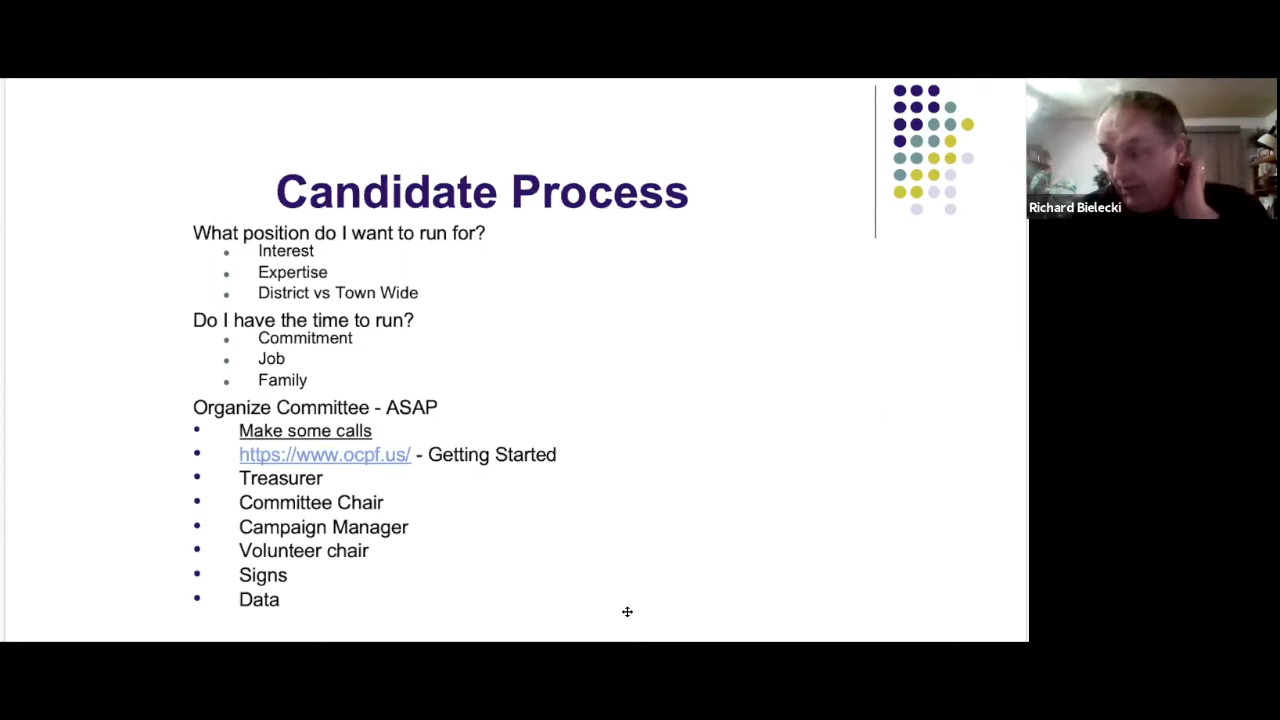 Candidate Process
What position do I want to run for?
• Interest
• Expertise
• District vs Town Wide
Do I have the time to run?
• Commitment
• Job
• Family
Organize Committee - ASAP
• Make some calls
• https://www.ocpf.us/ - Getting Started
• Treasurer
• Committee Chair
• Campaign Manager
• Volunteer chair
• Signs
• Data
Richard Bielecki